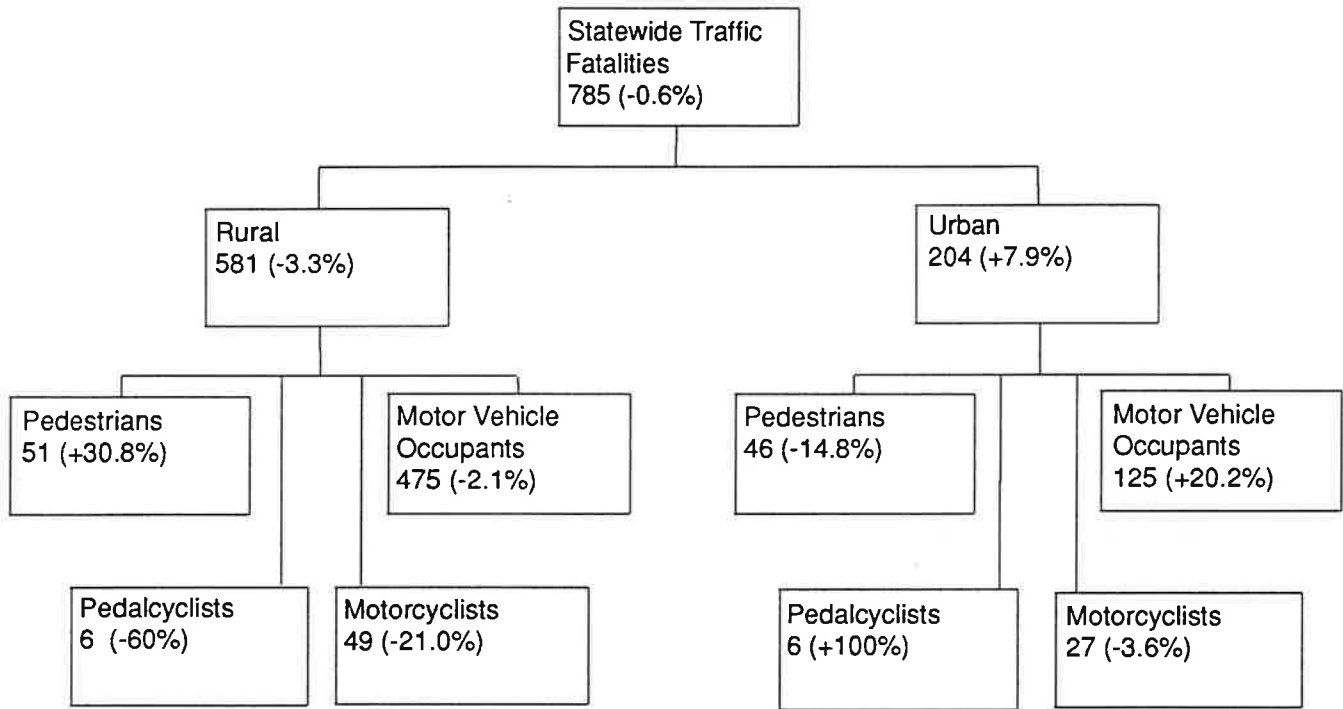 Statewide Traffic
Fatalities
785 (-0.6%)
Rural
581 (-3.3%)
Urban
204 (+7.9%)
Pedestrians
51 (+30.8%)
Motor Vehicle
Occupants
475 (-2.1%)
Pedestrians
46 (-14.8%)
Motor Vehicle
Occupants
125 (+20.2%)
Pedalcyclists
6 (-60%)
Motorcyclists
49 (-21.0%)
Pedalcyclists
6 (+100%)
Motorcyclists
27 (-3.6%)